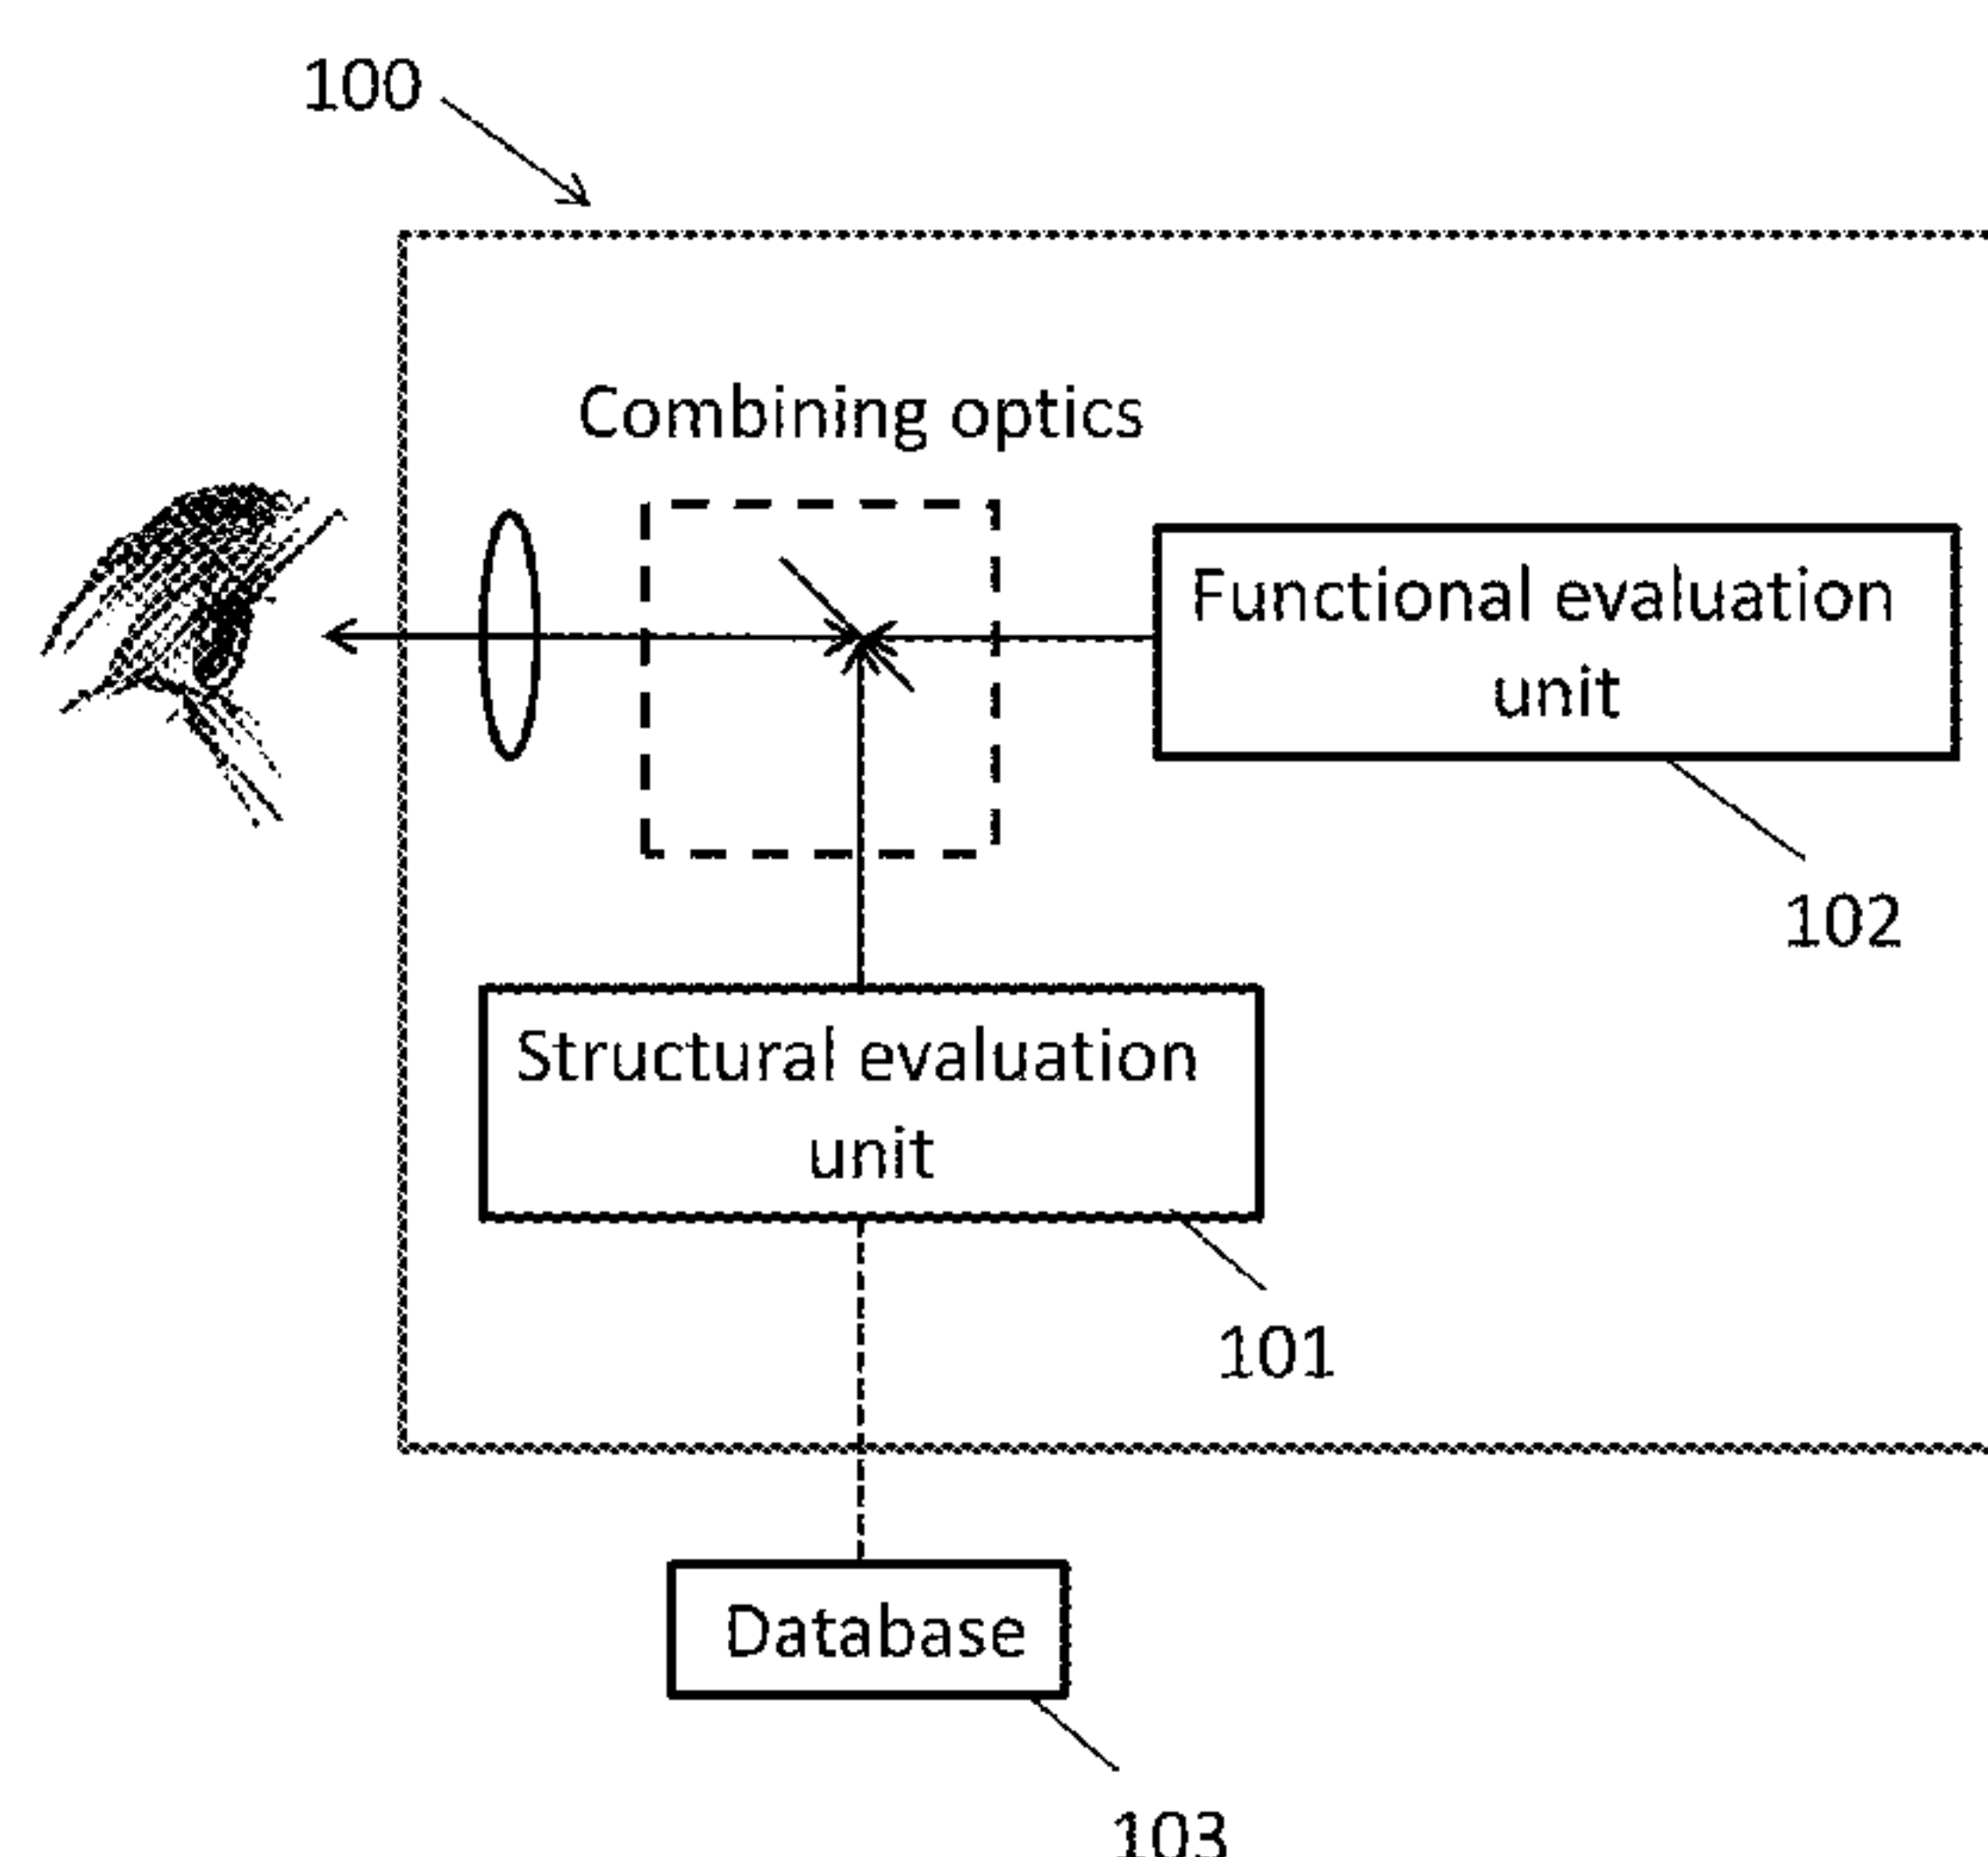 100
Combining optics
Functional evaluation
unit
102
Structural evaluation
unit
101
Database
103